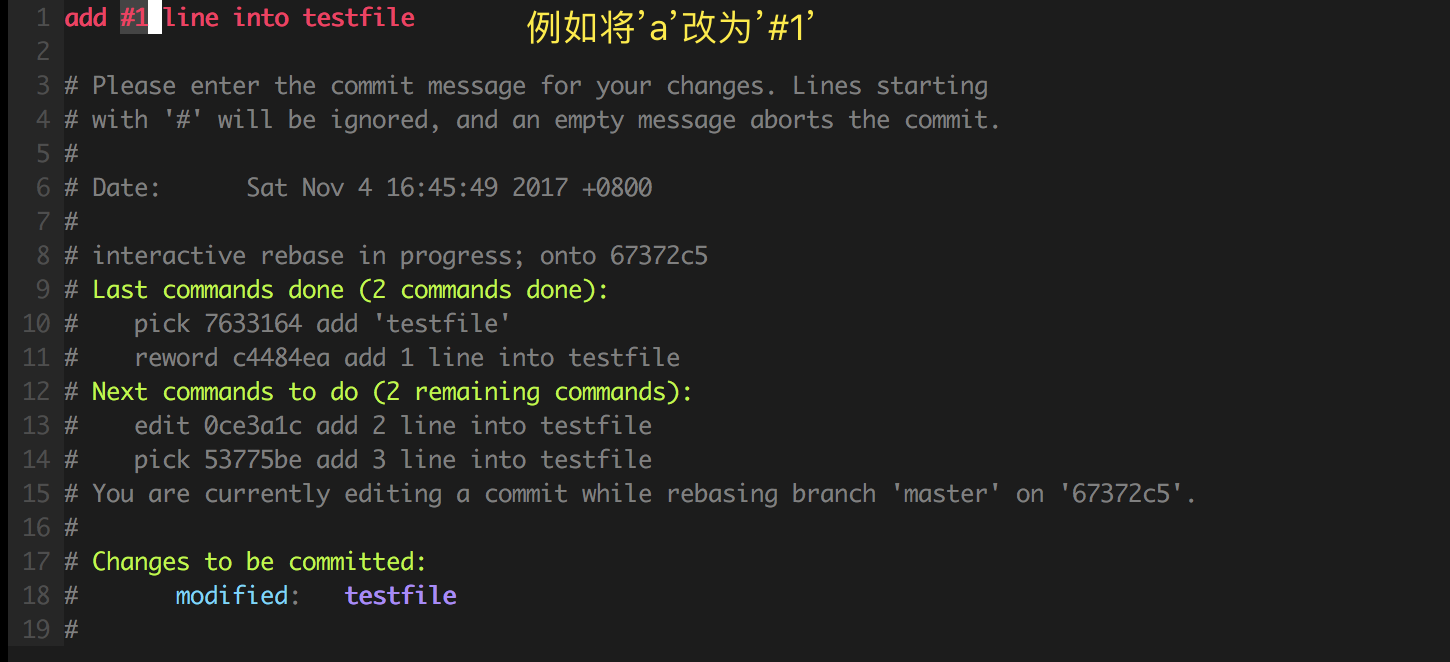 1 add #1 line into testfile 例如将’a’改为’#1’
2
3 # Please enter the commit message for your changes. Lines starting
4 # with '#' will be ignored, and an empty message aborts the commit.
5 #
6 # Date:      Sat Nov 4 16:45:49 2017 +0800
7 #
8 # interactive rebase in progress; onto 67372c5
9 # Last commands done (2 commands done):
10 #    pick 7633164 add 'testfile'
11 #    reword c4484ea add 1 line into testfile
12 # Next commands to do (2 remaining commands):
13 #    edit 0ce3a1c add 2 line into testfile
14 #    pick 53775be add 3 line into testfile
15 # You are currently editing a commit while rebasing branch 'master' on '67372c5'.
16 #
17 # Changes to be committed:
18 #       modified:   testfile
19 #